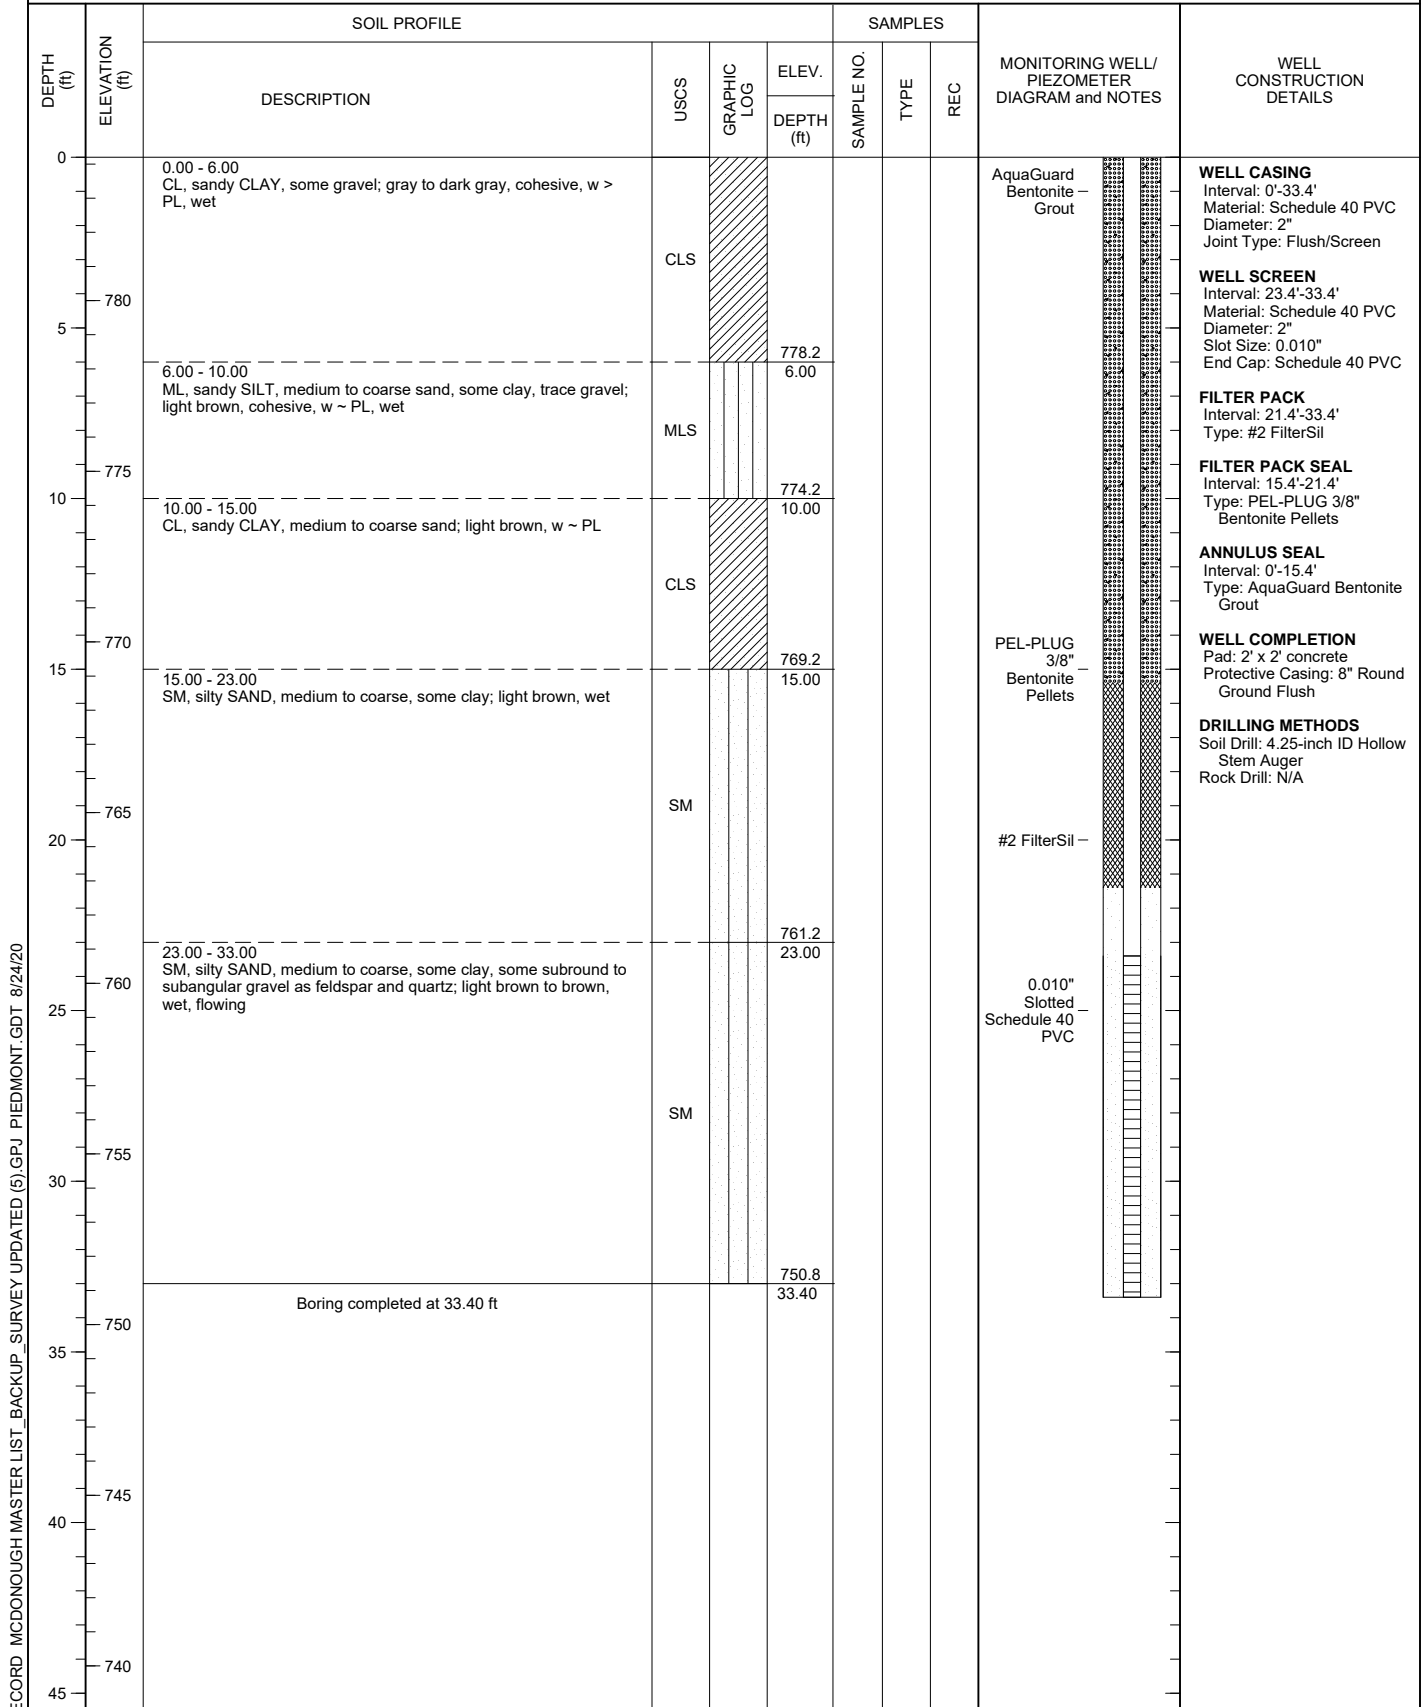 SOIL PROFILE
SAMPLES
DEPTH
(ft)
ELEVATION
(ft)
DESCRIPTION
USCS
GRAPHIC
LOG
ELEV.
DEPTH
(ft)
SAMPLE NO.
TYPE
REC
MONITORING WELL/
PIEZOMETER
DIAGRAM and NOTES
WELL
CONSTRUCTION
DETAILS
0
5
10
15
20
25
30
35
40
45
780
775
770
765
760
755
750
745
740
0.00 - 6.00
CL, sandy CLAY, some gravel; gray to dark gray, cohesive, w >
PL, wet
CLS
778.2
6.00
6.00 - 10.00
ML, sandy SILT, medium to coarse sand, some clay, trace gravel;
light brown, cohesive, w ~ PL, wet
MLS
774.2
10.00
10.00 - 15.00
CL, sandy CLAY, medium to coarse sand; light brown, w ~ PL
CLS
769.2
15.00
15.00 - 23.00
SM, silty SAND, medium to coarse, some clay; light brown, wet
SM
761.2
23.00
23.00 - 33.00
SM, silty SAND, medium to coarse, some clay, some subround to
subangular gravel as feldspar and quartz; light brown to brown,
wet, flowing
SM
750.8
33.40
Boring completed at 33.40 ft
AquaGuard
Bentonite
Grout
PEL-PLUG
3/8"
Bentonite
Pellets
#2 FilterSil
0.010"
Slotted
Schedule 40
PVC
WELL CASING
Interval: 0'-33.4'
Material: Schedule 40 PVC
Diameter: 2"
Joint Type: Flush/Screen
WELL SCREEN
Interval: 23.4'-33.4'
Material: Schedule 40 PVC
Diameter: 2"
Slot Size: 0.010"
End Cap: Schedule 40 PVC
FILTER PACK
Interval: 21.4'-33.4'
Type: #2 FilterSil
FILTER PACK SEAL
Interval: 15.4'-21.4'
Type: PEL-PLUG 3/8"
Bentonite Pellets
ANNULUS SEAL
Interval: 0'-15.4'
Type: AquaGuard Bentonite
Grout
WELL COMPLETION
Pad: 2' x 2' concrete
Protective Casing: 8" Round
Ground Flush
DRILLING METHODS
Soil Drill: 4.25-inch ID Hollow
Stem Auger
Rock Drill: N/A
MCDONOUGH MASTER LIST_BACKUP_SURVEY UPDATED (5).GPJ PIEDMONT.GDT 8/24/20